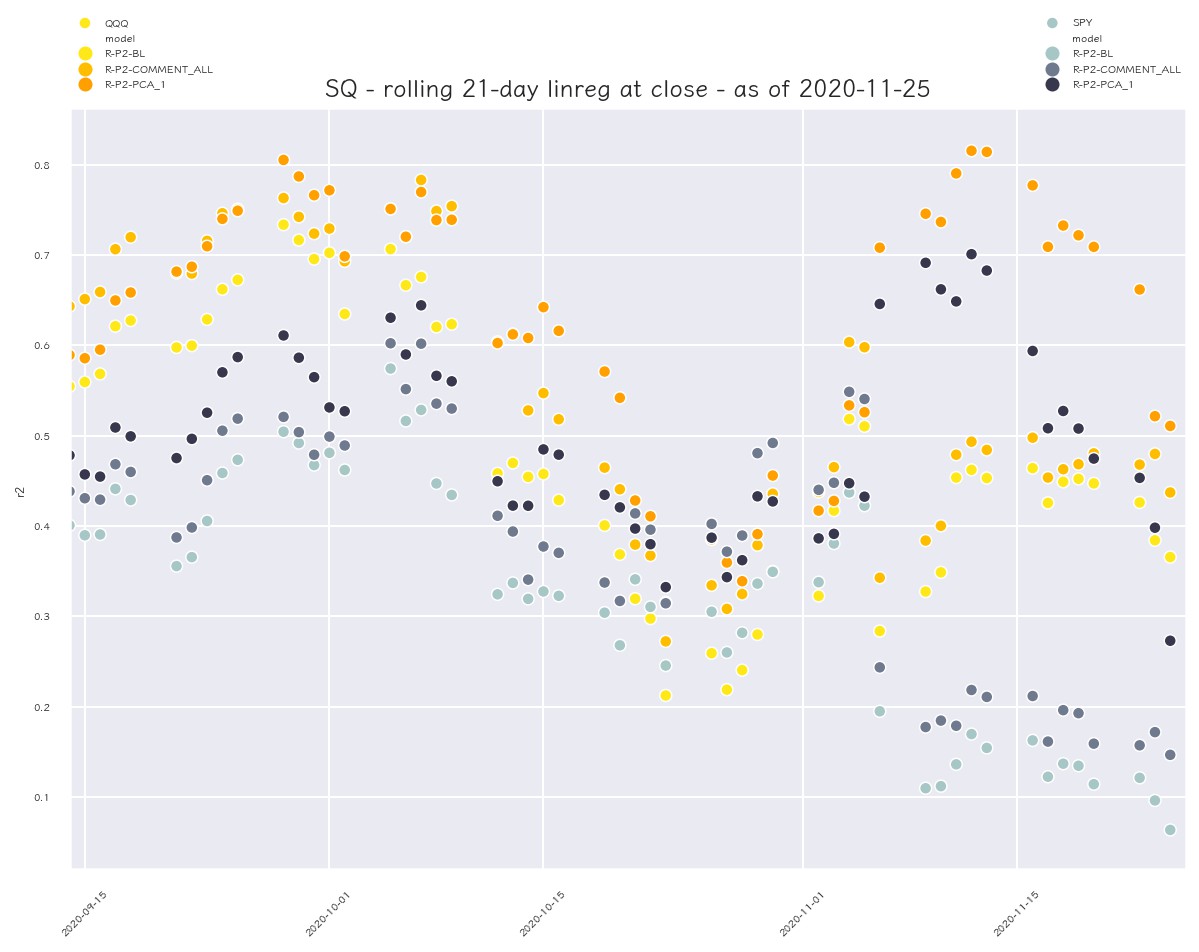 QQQ
model
R-P2-BL
R-P2-COMMENT_ALL
R-P2-PCA_1
SPY
model
R-P2-BL
R-P2-COMMENT_ALL
R-P2-PCA_1
SQ - rolling 21-day linreg at close - as of 2020-11-25
0.8
0.7
0.6
0.5
0.4
0.3
0.2
0.1
r2
2020-09-15
2020-10-01
2020-10-15
2020-11-01
2020-11-15